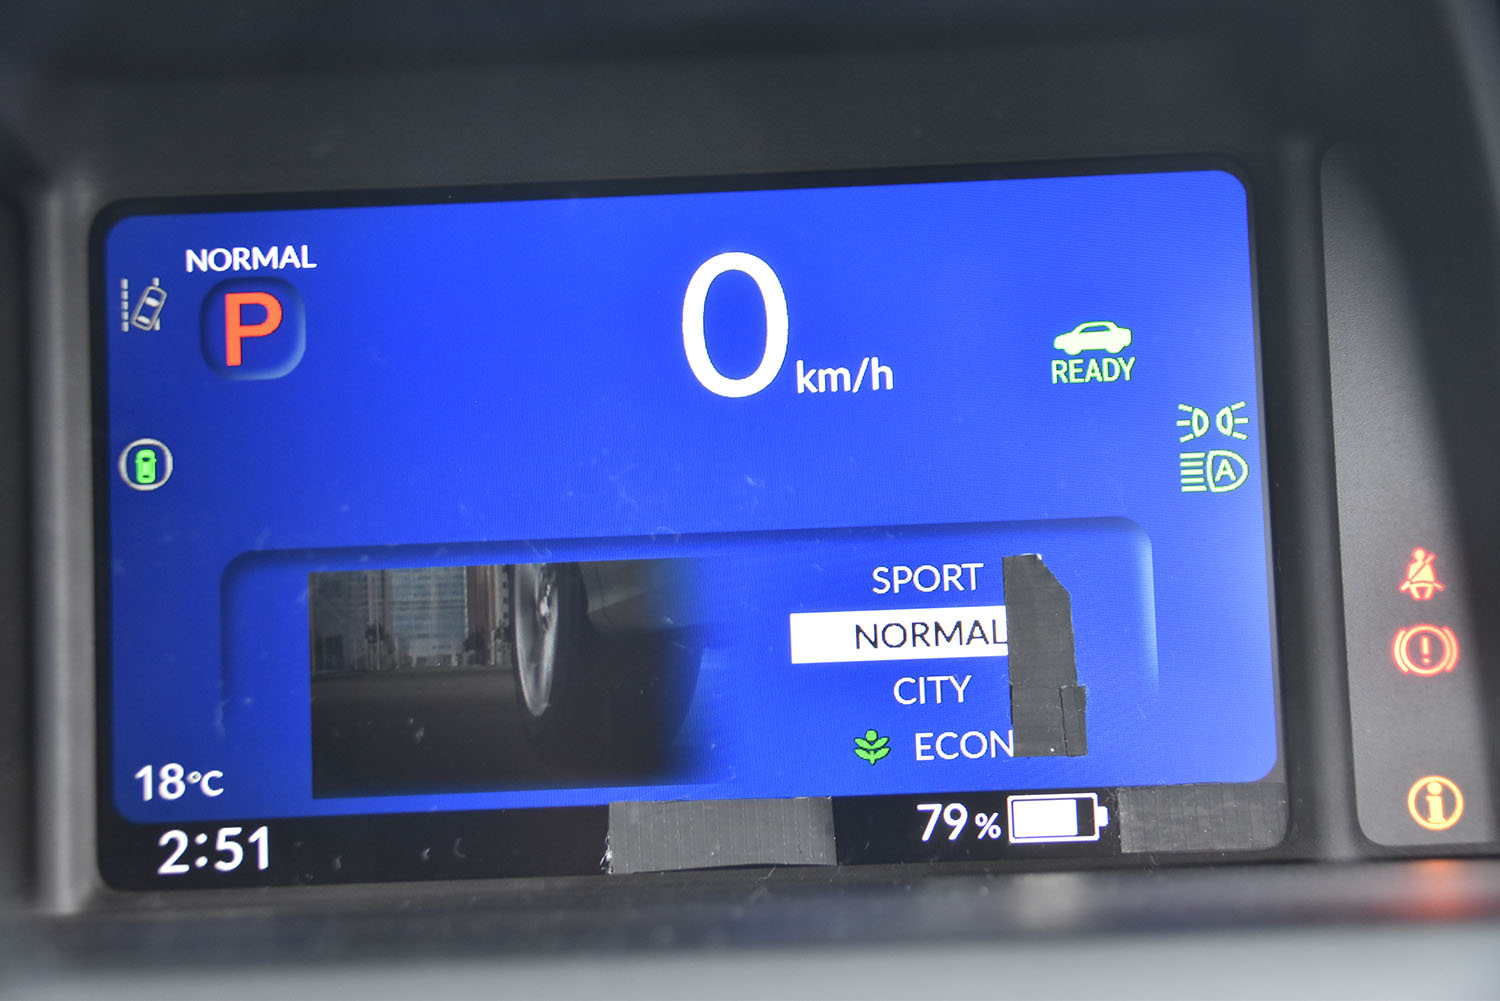 NORMAL
P
0 km/h
READY
A
SPORT
NORMAL
CITY
ECON
18°C
79%
2:51